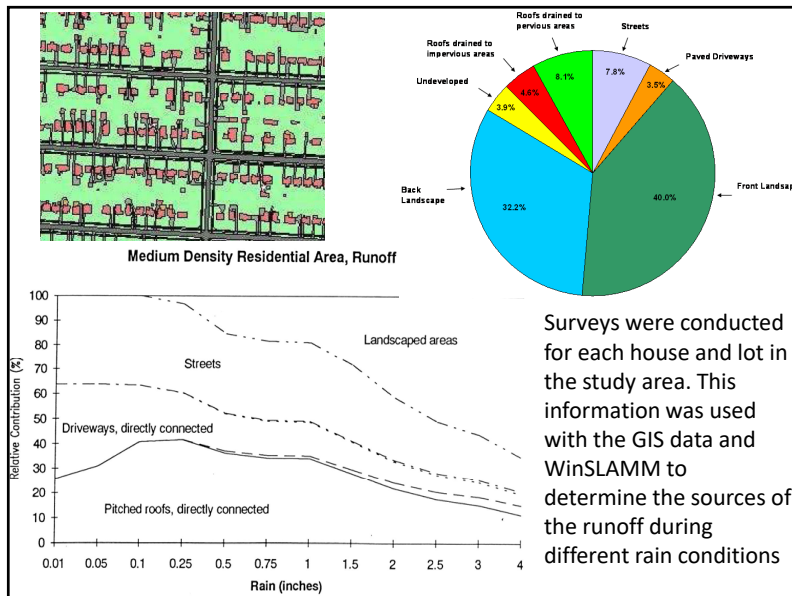 Roofs drained to
pervious areas
Streets
Roofs drained to
impervious areas
Paved Driveways
Undeveloped
8.1%
7.8%
4.6%
3.5%
3.9%
Back
Landscape
Front Landsca
32.2%
40.0%
Medium Density Residential Area, Runoff
Relative Contribution (%)
100
90
80
70
60
50
40
30
20
10
0
Landscaped areas
Streets
Driveways, directly connected
Pitched roofs, directly connected
0.01 0.05 0.1 0.25 0.5 0.75 1 1.5 2 2.5 3 4
Rain (inches)
Surveys were conducted
for each house and lot in
the study area. This
information was used
with the GIS data and
WinSLAMM to
determine the sources of
the runoff during
different rain conditions